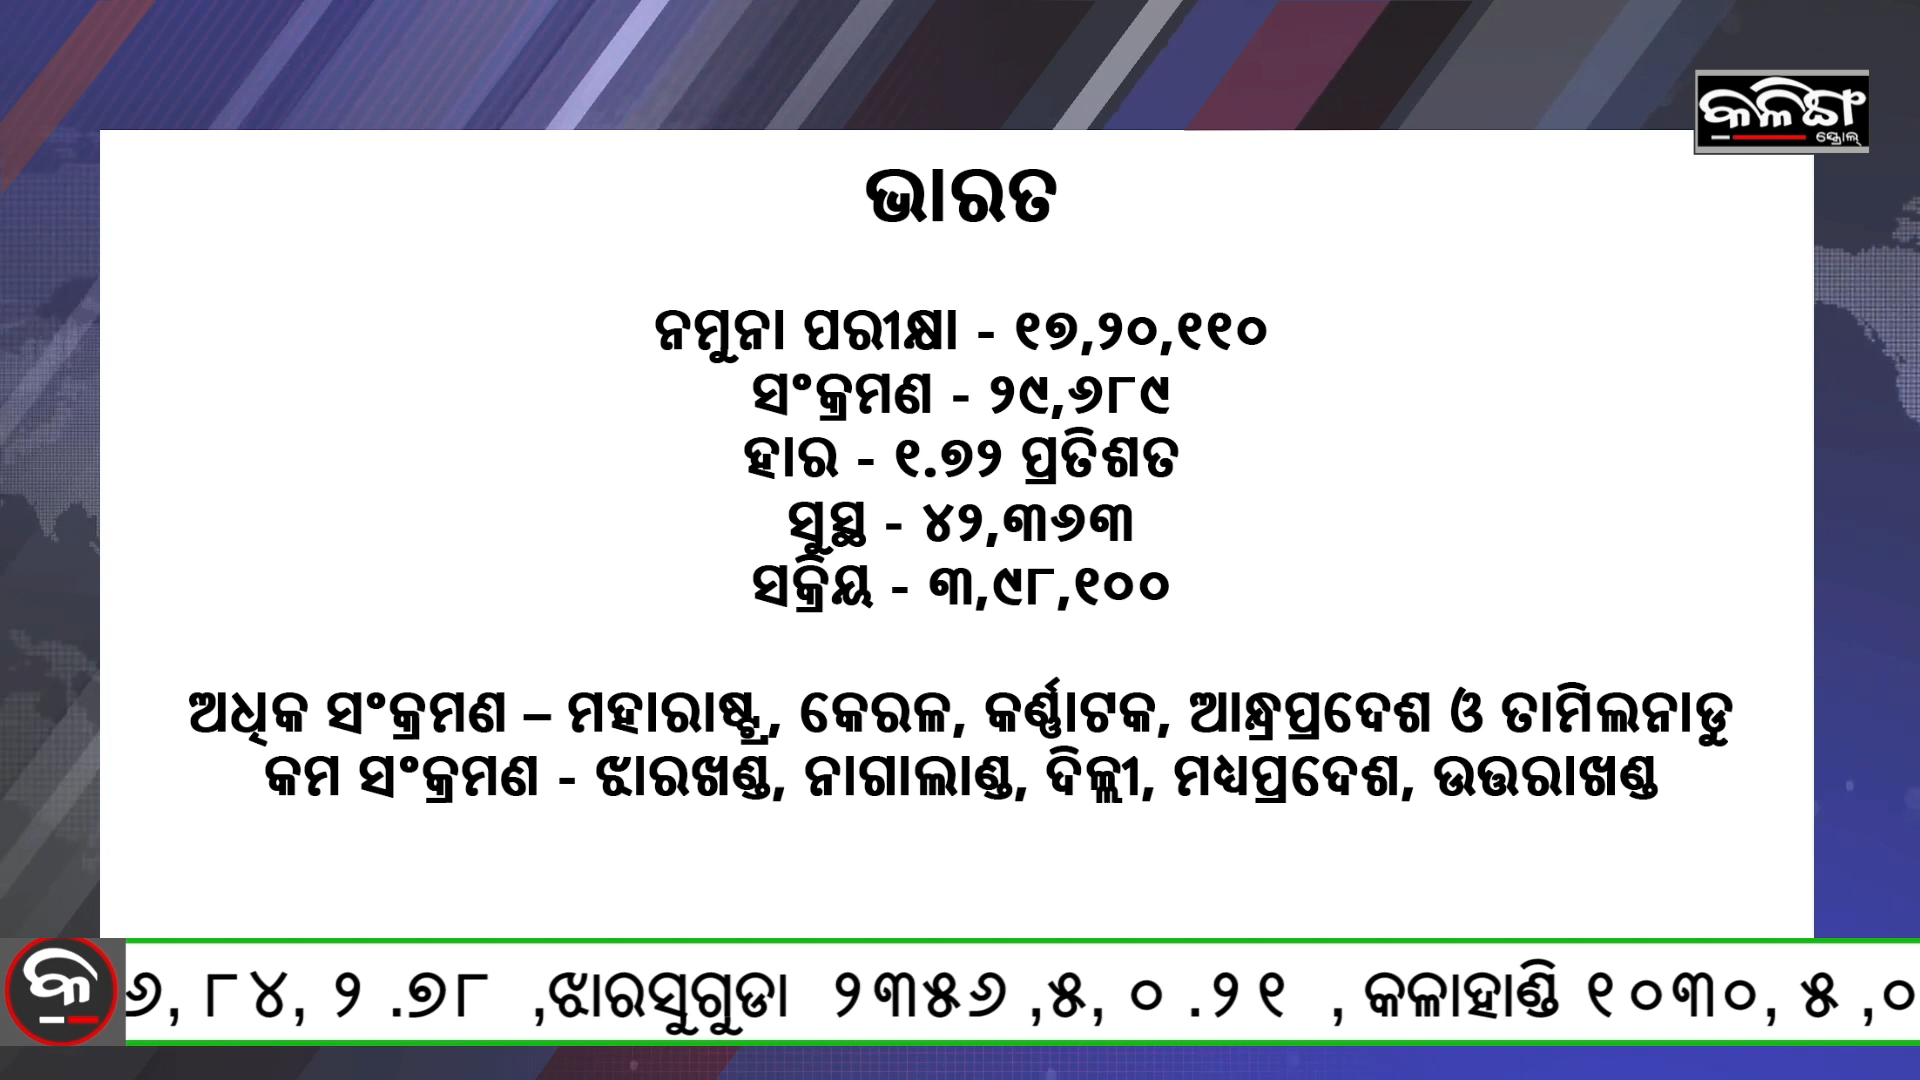 କଳିଙ୍ଗ
ସ୍କ୍ରୋଲ୍
ଭାରତ
ନମୁନା ପରୀକ୍ଷା - ୧୭,୨୦,୧୧୦
ସଂକ୍ରମଣ - ୨୯,୬୮୯
ହାର - ୧.୭୨ ପ୍ରତିଶତ
ସୁସ୍ଥ - ୪୨,୩୬୩
ସକ୍ରିୟ - ୩,୯୮,୧୦୦
ଅଧିକ ସଂକ୍ରମଣ – ମହାରାଷ୍ଟ୍ର, କେରଳ, କର୍ଣ୍ଣାଟକ, ଆନ୍ଧ୍ରପ୍ରଦେଶ ଓ ତାମିଲନାଡୁ
କମ ସଂକ୍ରମଣ - ଝାରଖଣ୍ଡ, ନାଗାଲାଣ୍ଡ, ଦିଲ୍ଲୀ, ମଧ୍ୟପ୍ରଦେଶ, ଉତ୍ତରାଖଣ୍ଡ
କ ୬, ୮୪, ୨ .୭୮ ,ଝାରସୁଗୁଡା ୨୩୫୬ ,୫, ୦ .୨୧ , କଳାହାଣ୍ଡି ୧୦୩୦, ୫ ,୦